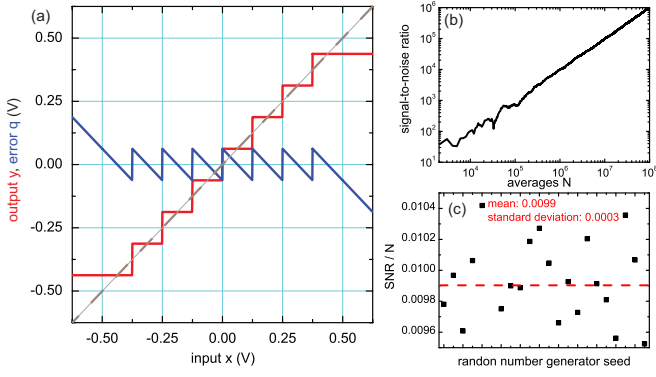 (a)
0.50
0.25
0.00
-0.25
-0.50
output y, error q (V)
-0.50
-0.25
0.00
0.25
0.50
input x (V)
(b)
10^6
10^5
10^4
10^3
10^2
10^1
signal-to-noise ratio
10^4
10^5
10^6
10^7
10^8
averages N
(c)
mean: 0.0099
standard deviation: 0.0003
0.0104
0.0102
0.0100
0.0098
0.0096
SNR / N
randon number generator seed